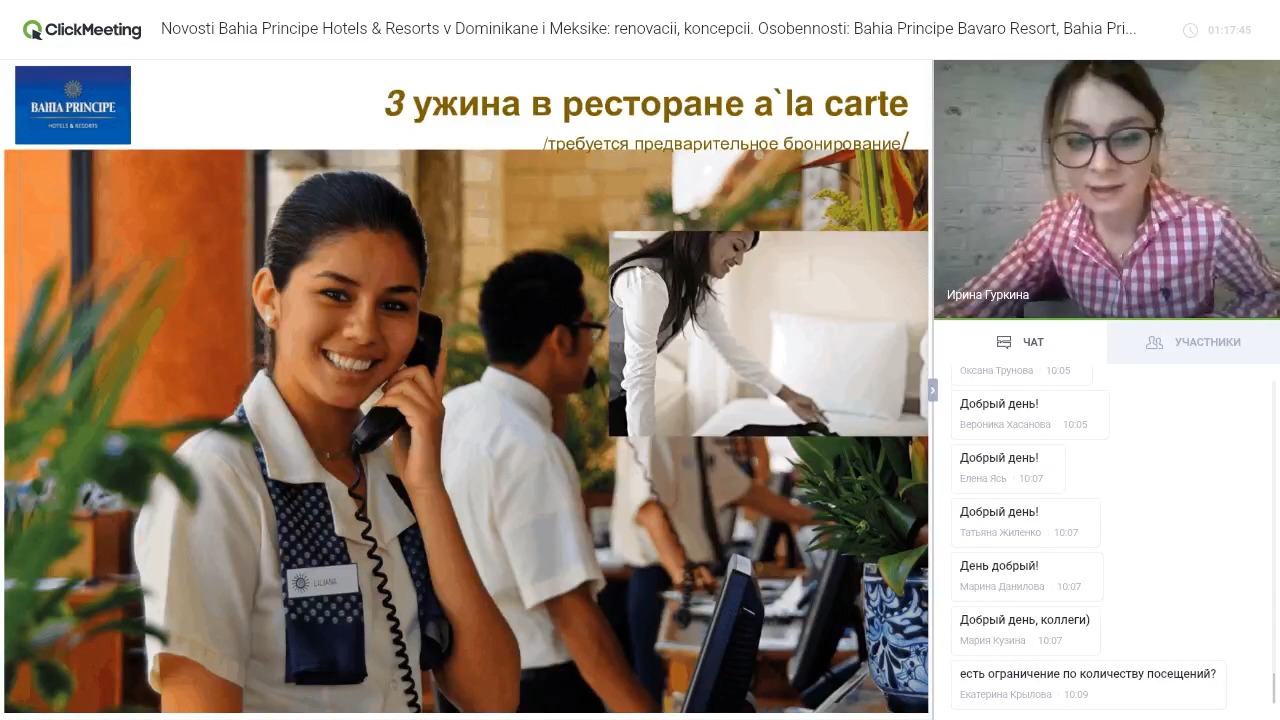 ClickMeeting
Novosti Bahia Principe Hotels & Resorts v Dominikane i Meksike: renovacii, koncepcii. Osobennosti: Bahia Principe Bavaro Resort, Bahia Pri...
01:17:45
BAHIA PRINCIPE
HOTELS & RESORTS
3 ужина в ресторане a`la carte
/требуется предварительное бронирование/
LILIANA
Ирина Гуркина
ЧАТ
УЧАСТНИКИ
Оксана Трунова 10:05
Добрый день!
Вероника Хасанова 10:05
Добрый день!
Елена Ясь 10:07
Добрый день!
Татьяна Жиленко 10:07
День добрый!
Марина Данилова 10:07
Добрый день, коллеги)
Мария Кузина 10:07
есть ограничение по количеству посещений?
Екатерина Крылова 10:09